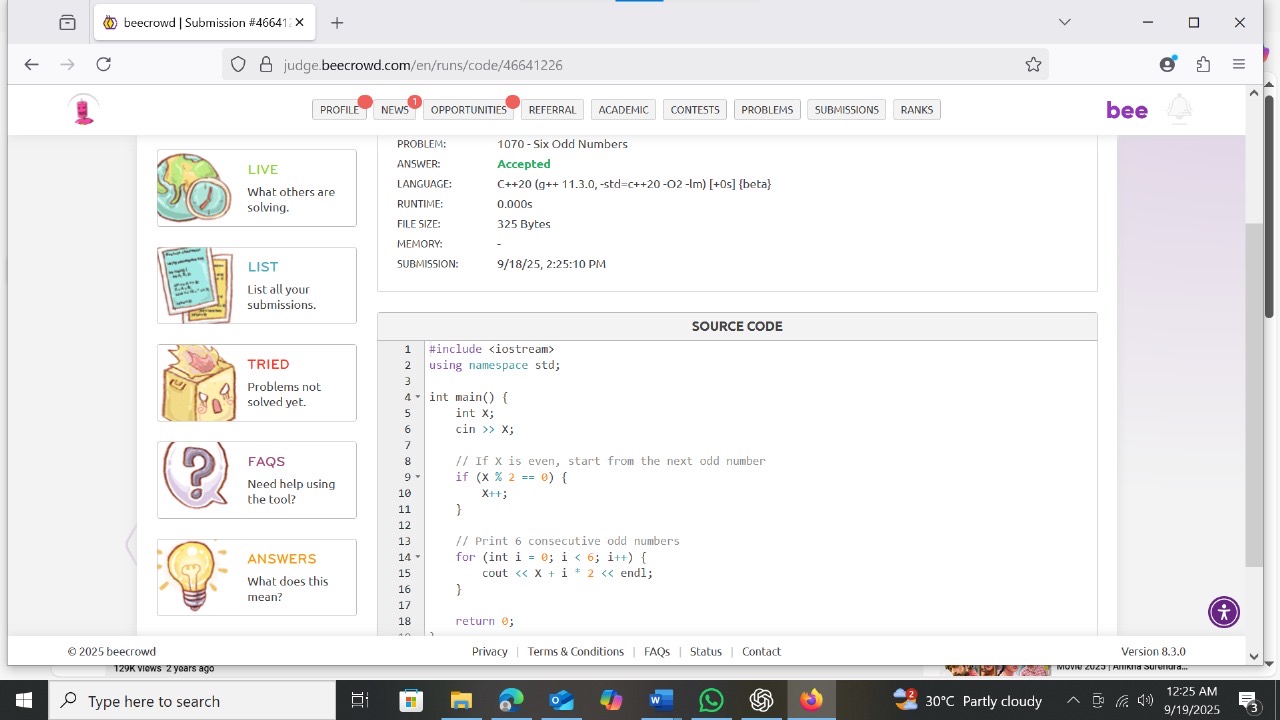 beecrowd | Submission #46641
judge.beecrowd.com/en/runs/code/46641226
PROFILE NEWS 1 OPPORTUNITIES REFERRAL ACADEMIC CONTESTS PROBLEMS SUBMISSIONS RANKS bee
LIVE
What others are
solving.
LIST
List all your
submissions.
TRIED
Problems not
solved yet.
FAQS
Need help using
the tool?
ANSWERS
What does this
mean?
PROBLEM: 1070 - Six Odd Numbers
ANSWER: Accepted
LANGUAGE: C++20 (g++ 11.3.0, -std=c++20 -O2 -lm) [+0s] {beta}
RUNTIME: 0.000s
FILE SIZE: 325 Bytes
MEMORY: -
SUBMISSION: 9/18/25, 2:25:10 PM
SOURCE CODE
1 #include <iostream>
2 using namespace std;
3
4 int main() {
5     int X;
6     cin >> X;
7
8     // If X is even, start from the next odd number
9     if (X % 2 == 0) {
10         X++;
11     }
12
13     // Print 6 consecutive odd numbers
14     for (int i = 0; i < 6; i++) {
15         cout << X + i * 2 << endl;
16     }
17
18     return 0;
© 2025 beecrowd Privacy | Terms & Conditions | FAQs | Status | Contact Version 8.3.0
129K views 2 years ago
Movie 2025 | Anikha Surendra...
Type here to search
30°C Partly cloudy
12:25 AM
9/19/2025
2
3